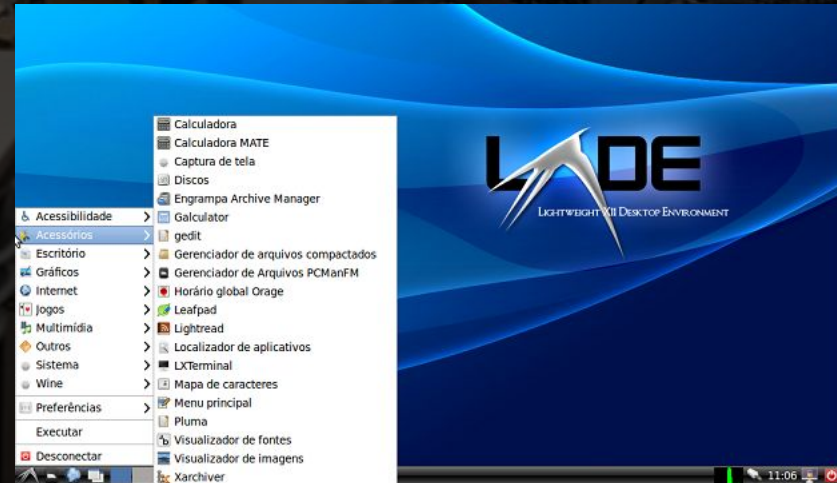 Calculadora
Calculadora MATE
Captura de tela
Discos
Engrampa Archive Manager
Galculator
gedit
Gerenciador de arquivos compactados
Gerenciador de Arquivos PCManFM
Horário global Orage
Leafpad
Lightread
Localizador de aplicativos
LXTerminal
Mapa de caracteres
Menu principal
Pluma
Visualizador de fontes
Visualizador de imagens
Xarchiver
Acessibilidade
Acessórios
Escritório
Gráficos
Internet
Jogos
Multimídia
Outros
Sistema
Wine
Preferências
Executar
Desconectar
LXDE
Lightweight X11 Desktop Environment
11:06